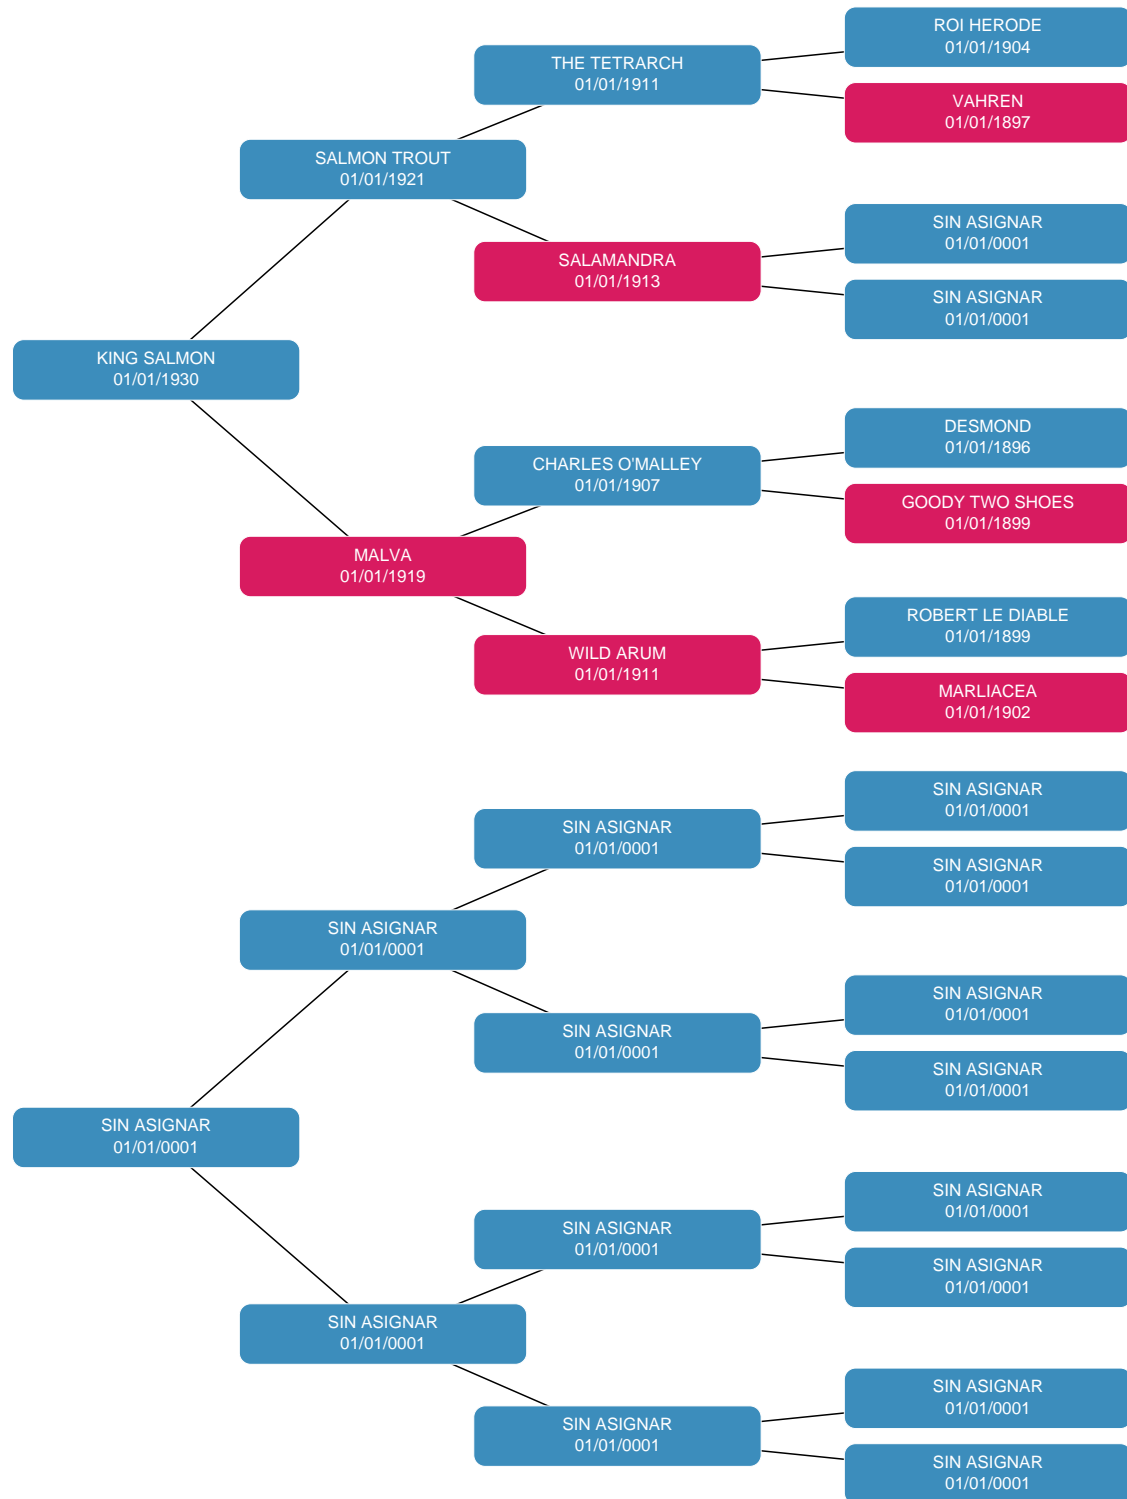 ROI HERODE
01/01/1904
THE TETRARCH
01/01/1911
VAHREN
01/01/1897
SALMON TROUT
01/01/1921
SIN ASIGNAR
01/01/0001
SALAMANDRA
01/01/1913
SIN ASIGNAR
01/01/0001
KING SALMON
01/01/1930
DESMOND
01/01/1896
CHARLES O'MALLEY
01/01/1907
GOODY TWO SHOES
01/01/1899
MALVA
01/01/1919
ROBERT LE DIABLE
01/01/1899
WILD ARUM
01/01/1911
MARLIACEA
01/01/1902
SIN ASIGNAR
01/01/0001
SIN ASIGNAR
01/01/0001
SIN ASIGNAR
01/01/0001
SIN ASIGNAR
01/01/0001
SIN ASIGNAR
01/01/0001
SIN ASIGNAR
01/01/0001
SIN ASIGNAR
01/01/0001
SIN ASIGNAR
01/01/0001
SIN ASIGNAR
01/01/0001
SIN ASIGNAR
01/01/0001
SIN ASIGNAR
01/01/0001
SIN ASIGNAR
01/01/0001
SIN ASIGNAR
01/01/0001
SIN ASIGNAR
01/01/0001
SIN ASIGNAR
01/01/0001